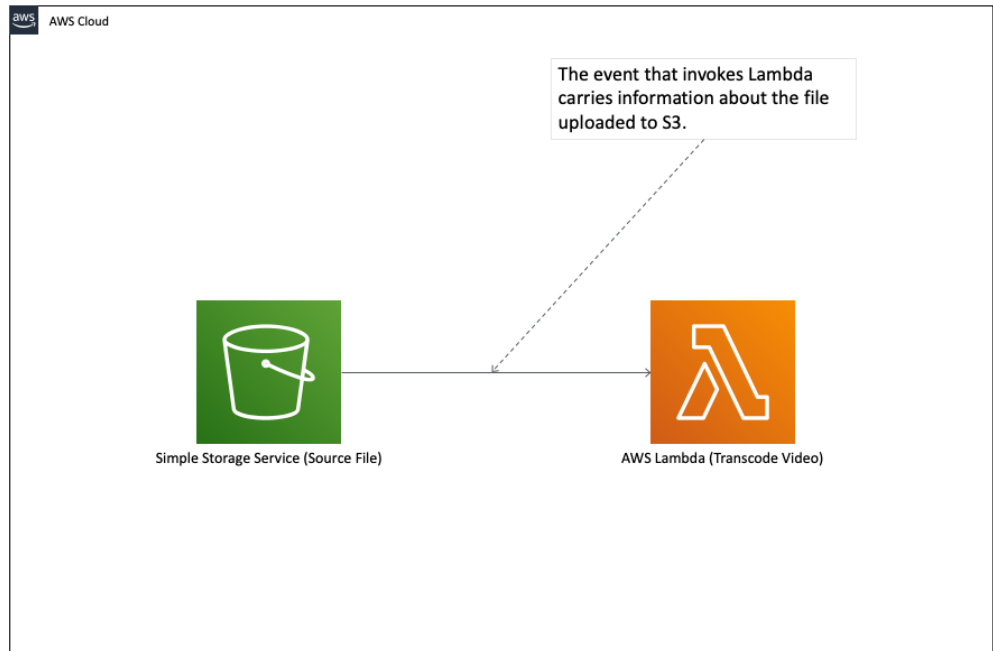 aws
AWS Cloud
The event that invokes Lambda
carries information about the file
uploaded to S3.
Simple Storage Service (Source File)
AWS Lambda (Transcode Video)